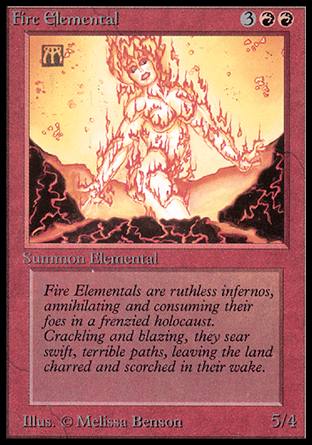 Fire Elemental 3
Summon Elemental
Fire Elementals are ruthless infernos,
annihilating and consuming their
foes in a frenzied holocaust.
Crackling and blazing, they sear
swift, terrible paths, leaving the land
charred and scorched in their wake.
Illus. © Melissa Benson 5/4